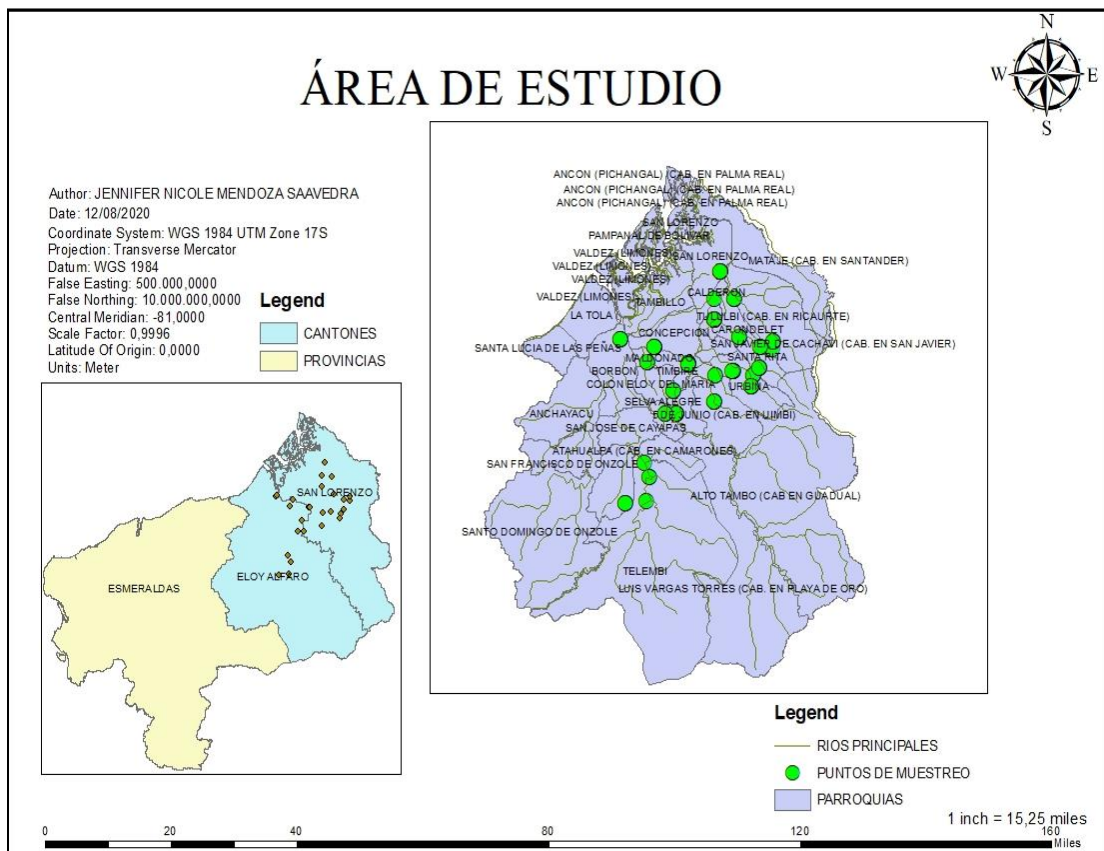 ÁREA DE ESTUDIO
N
W
E
S
Author: JENNIFER NICOLE MENDOZA SAAVEDRA
Date: 12/08/2020
Coordinate System: WGS 1984 UTM Zone 17S
Projection: Transverse Mercator
Datum: WGS 1984
False Easting: 500.000,0000
False Northing: 10.000.000,0000
Central Meridian: -81,0000
Scale Factor: 0,9996
Latitude Of Origin: 0,0000
Units: Meter
Legend
CANTONES
PROVINCIAS
SAN LORENZO
ELOY ALFARO
ESMERALDAS
ANCON (PICHANGAL) (CAB. EN PALMA REAL)
ANCON (PICHANGAL) (CAB. EN PALMA REAL)
ANCON (PICHANGAL) (CAB. EN PALMA REAL)
SAN LORENZO
PAMPANAL DE BOLIVAR
VALDEZ (LIMONES)
SAN LORENZO
MATAJE (CAB. EN SANTANDER)
VALDEZ (LIMONES)
VALDEZ (LIMONES)
VALDEZ (LIMONES)
TAMBILLO
CALDERON
LA TOLA
TULULBI (CAB. EN RICAURTE)
CONCEPCION
CARONDELET
SANTA LUCIA DE LAS PEÑAS
SAN JAVIER DE CACHAVI (CAB. EN SAN JAVIER)
MALDONADO
SANTA RITA
BORBON
TIMBIRE
COLON ELOY DEL MARIA
URBINA
SELVA ALEGRE
ANCHAYACU
5 DE JUNIO (CAB. EN UIMBI)
SAN JOSE DE CAYAPAS
ATAHUALPA (CAB. EN CAMARONES)
SAN FRANCISCO DE ONZOLE
ALTO TAMBO (CAB EN GUADUAL)
SANTO DOMINGO DE ONZOLE
TELEMBI
LUIS VARGAS TORRES (CAB. EN PLAYA DE ORO)
Legend
RIOS PRINCIPALES
PUNTOS DE MUESTREO
PARROQUIAS
1 inch = 15,25 miles
0 20 40 80 120 160
Miles